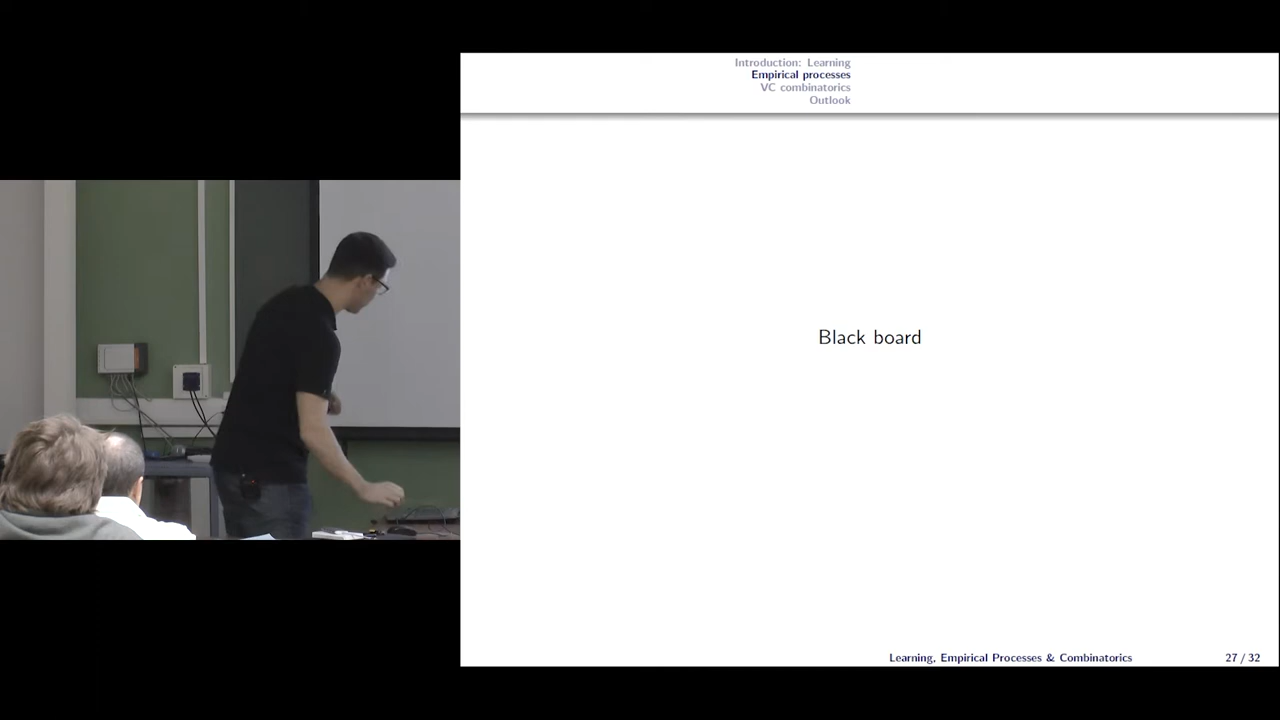 Introduction: Learning
Empirical processes
VC combinatorics
Outlook
Black board
Learning, Empirical Processes & Combinatorics
27 / 32